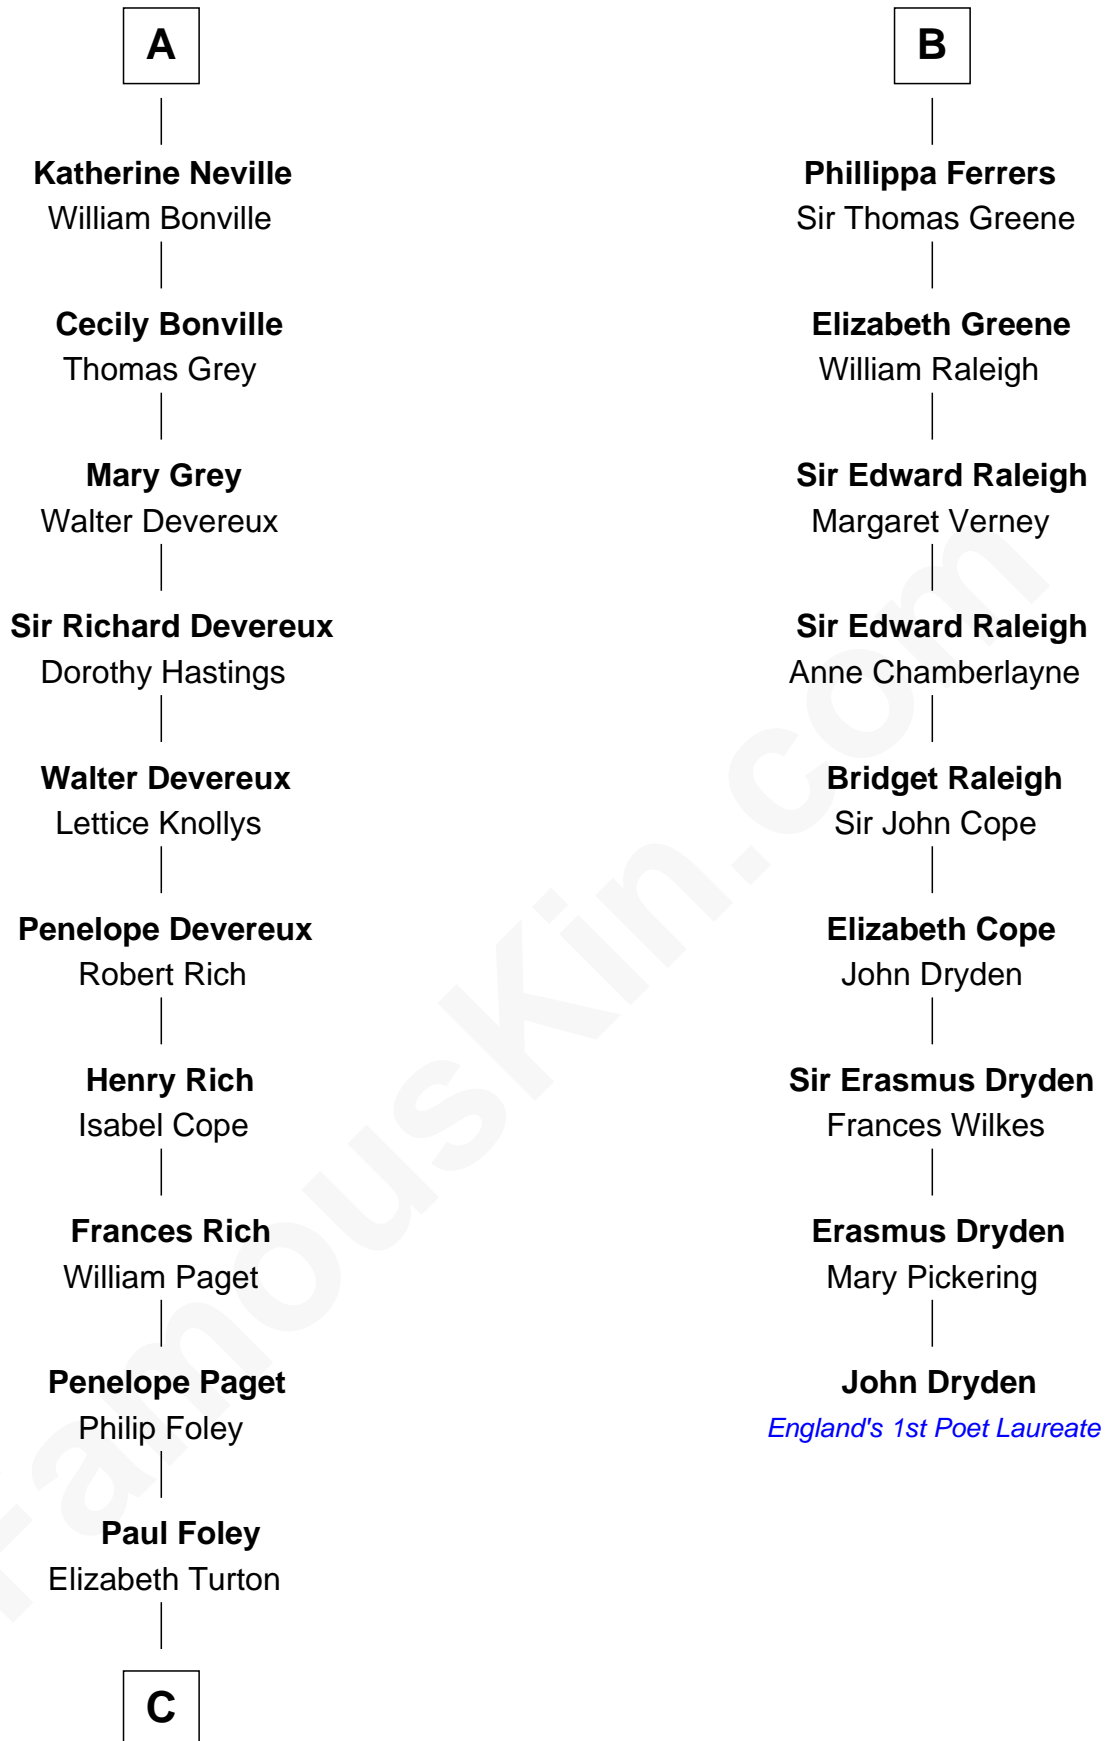 A
Katherine Neville
William Bonville
Cecily Bonville
Thomas Grey
Mary Grey
Walter Devereux
Sir Richard Devereux
Dorothy Hastings
Walter Devereux
Lettice Knollys
Penelope Devereux
Robert Rich
Henry Rich
Isabel Cope
Frances Rich
William Paget
Penelope Paget
Philip Foley
Paul Foley
Elizabeth Turton
C
B
Phillippa Ferrers
Sir Thomas Greene
Elizabeth Greene
William Raleigh
Sir Edward Raleigh
Margaret Verney
Sir Edward Raleigh
Anne Chamberlayne
Bridget Raleigh
Sir John Cope
Elizabeth Cope
John Dryden
Sir Erasmus Dryden
Frances Wilkes
Erasmus Dryden
Mary Pickering
John Dryden
England's 1st Poet Laureate
FamousKin.com